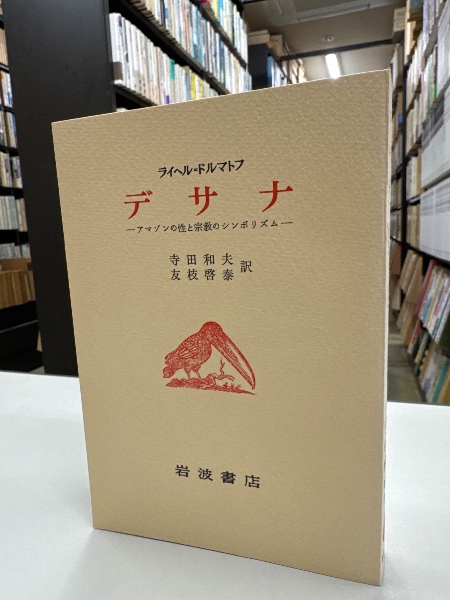 ライヘル=ドルマトフ
デサナ
―アマゾンの性と宗教のシンボリズム―
寺田和夫
友枝啓泰 訳
岩波書店